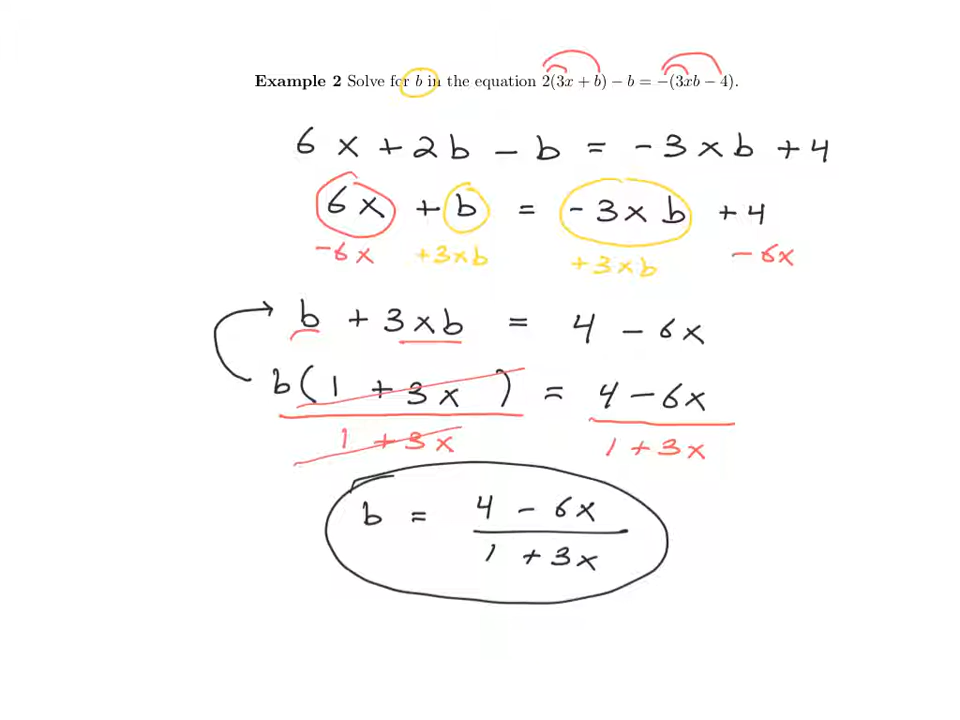 Example 2 Solve for b in the equation 2(3x + b) − b = −(3xb − 4).
6x + 2b − b = −3xb + 4
6x + b = −3xb + 4
−6x +3xb +3xb −6x
b + 3xb = 4 − 6x
b(1 + 3x) = 4 − 6x
1 + 3x 1 + 3x
b = 4 − 6x
1 + 3x